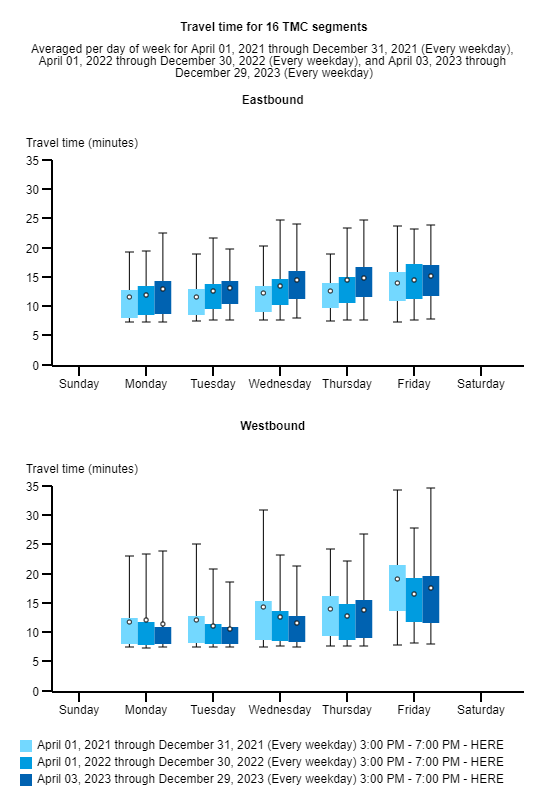 Travel time for 16 TMC segments
Averaged per day of week for April 01, 2021 through December 31, 2021 (Every weekday),
April 01, 2022 through December 30, 2022 (Every weekday), and April 03, 2023 through
December 29, 2023 (Every weekday)
Eastbound
Travel time (minutes)
35
30
25
20
15
10
5
0
Sunday Monday Tuesday Wednesday Thursday Friday Saturday
Westbound
Travel time (minutes)
35
30
25
20
15
10
5
0
Sunday Monday Tuesday Wednesday Thursday Friday Saturday
April 01, 2021 through December 31, 2021 (Every weekday) 3:00 PM - 7:00 PM - HERE
April 01, 2022 through December 30, 2022 (Every weekday) 3:00 PM - 7:00 PM - HERE
April 03, 2023 through December 29, 2023 (Every weekday) 3:00 PM - 7:00 PM - HERE